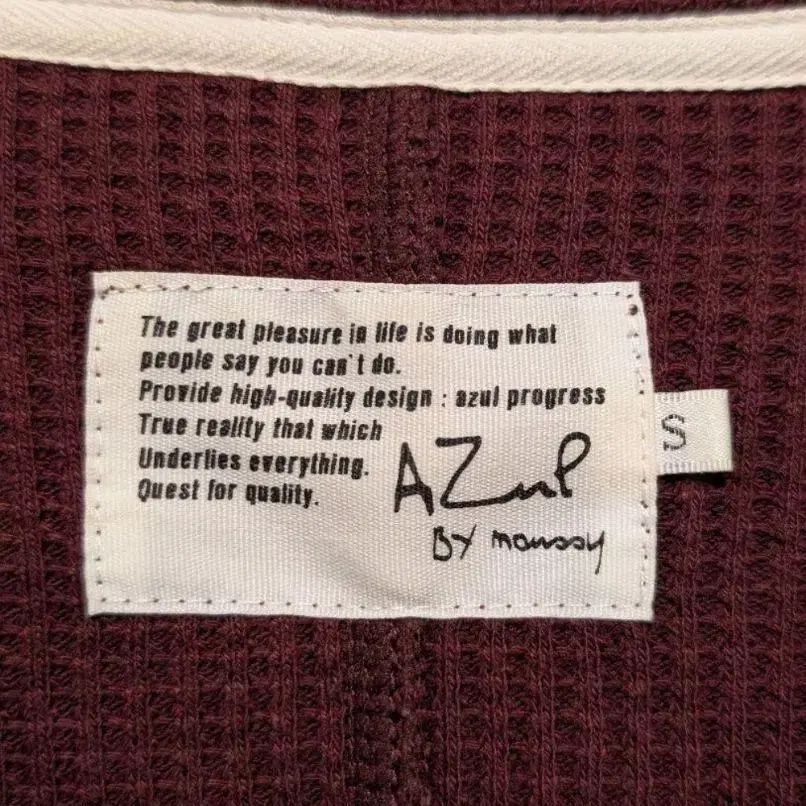 The great pleasure in life is doing what
people say you can't do.
Provide high-quality design : azul progress
True reality that which
Underlies everything.
Quest for quality.
AZul
BY moussy
S